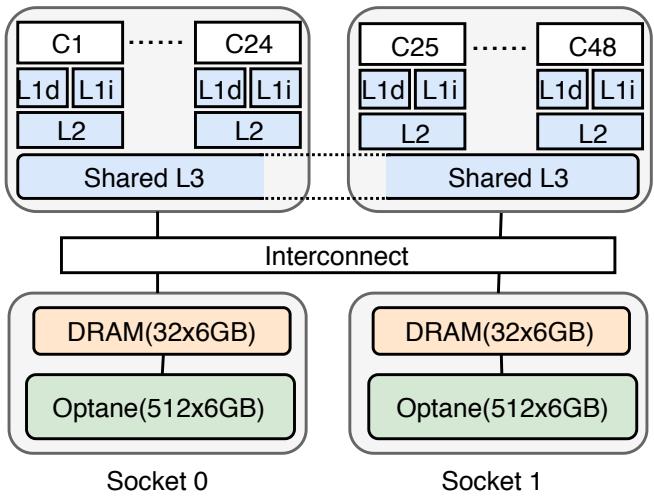 C1 ...... C24
L1d L1i L1d L1i
L2 L2
Shared L3
C25 ...... C48
L1d L1i L1d L1i
L2 L2
Shared L3
Interconnect
DRAM(32x6GB)
Optane(512x6GB)
Socket 0
DRAM(32x6GB)
Optane(512x6GB)
Socket 1